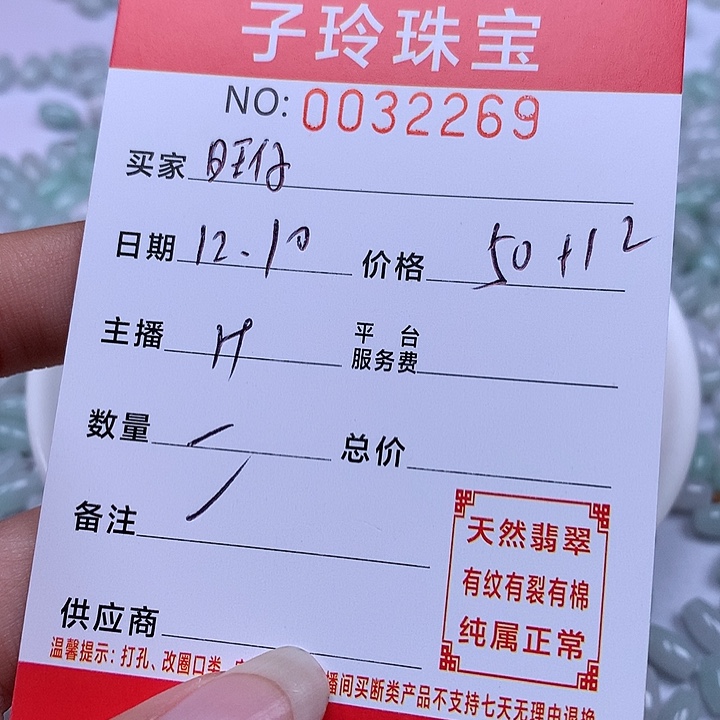 子玲珠宝
NO: 0032269
买家 旺仔
日期 12.10 价格 50+12
主播 H 平台服务费
数量 总价
备注
天然翡翠
有纹有裂有棉
纯属正常
供应商
温馨提示：打孔、改圈口类 播间买断类产品不支持七天无理由退换